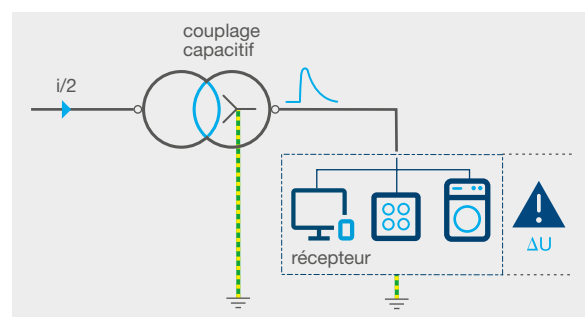 couplage
capacitif
i/2
récepteur
ΔU